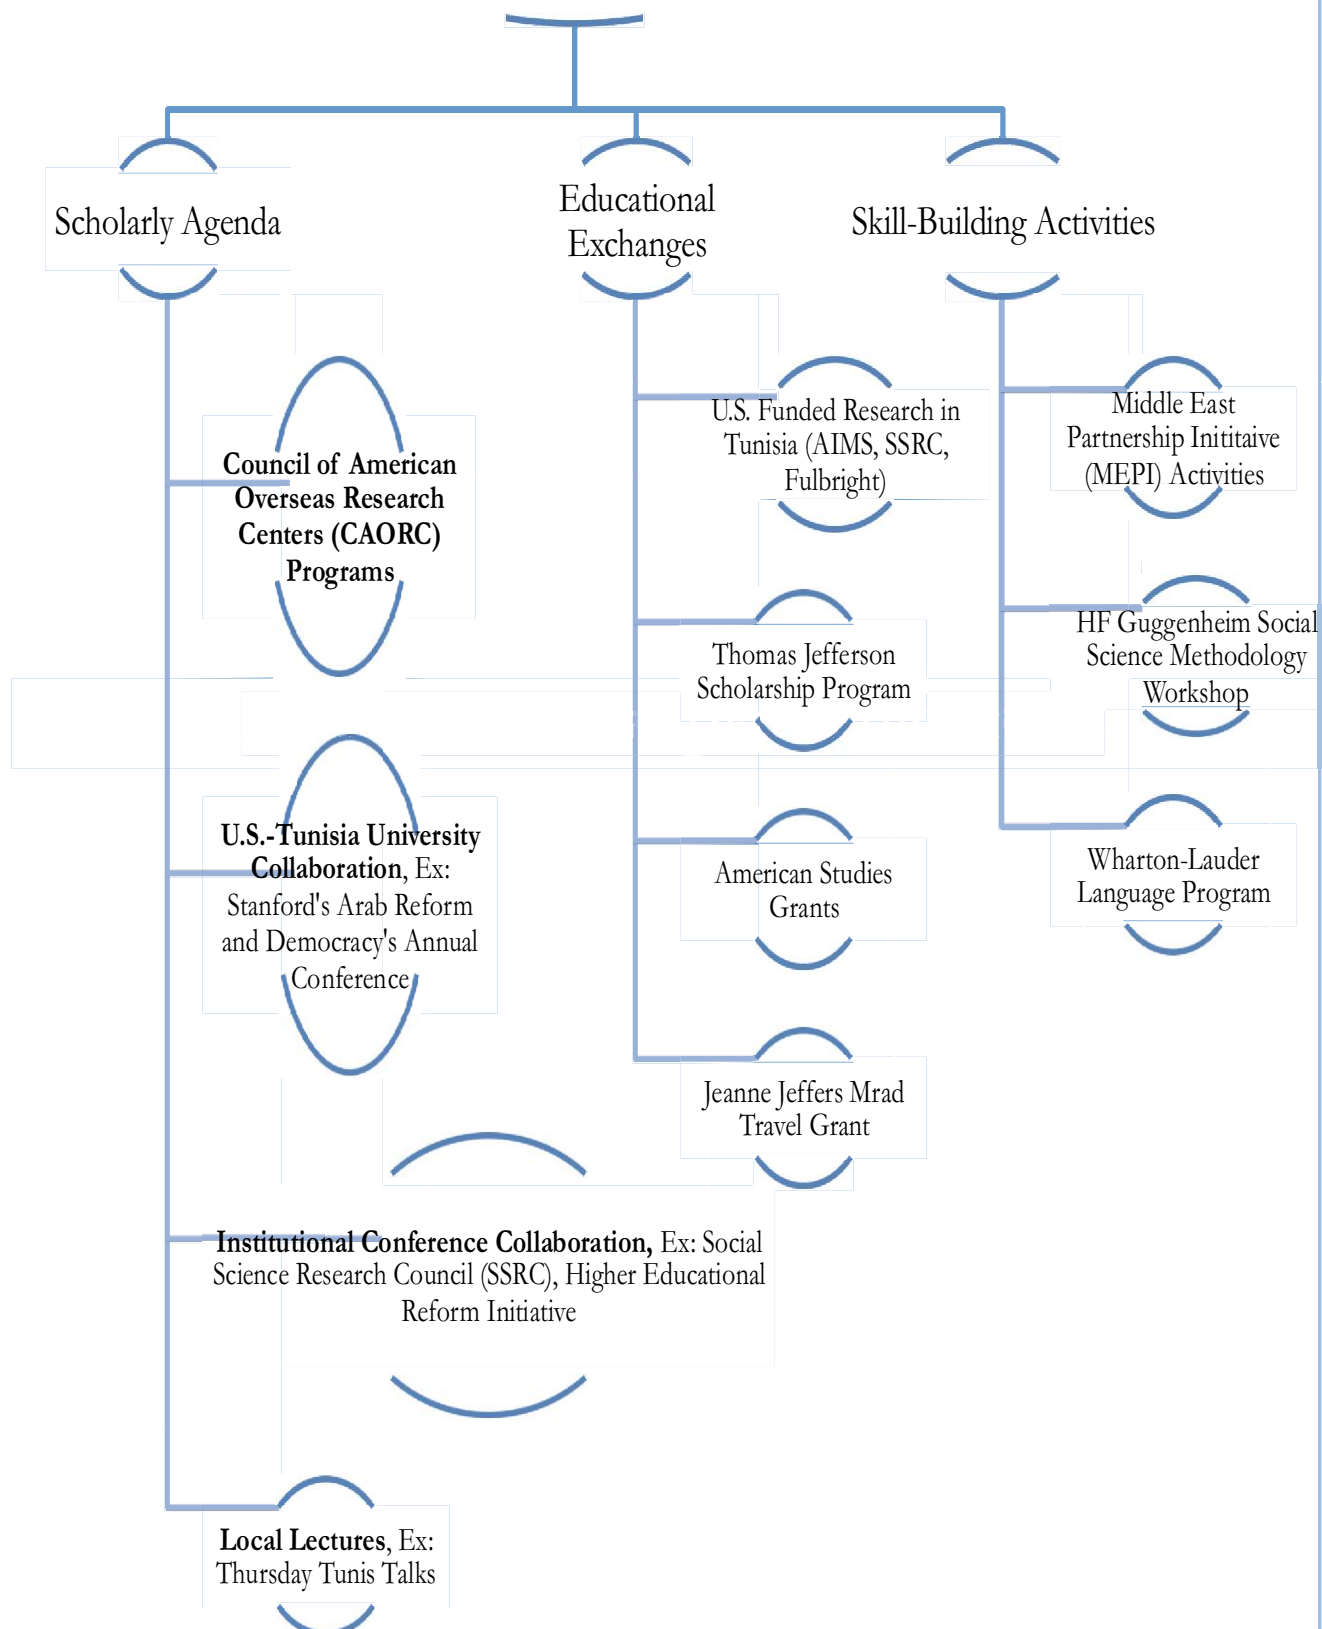 Scholarly Agenda
Educational
Exchanges
Skill-Building Activities
Council of American
Overseas Research
Centers (CAORC)
Programs
U.S.-Tunisia University
Collaboration, Ex:
Stanford's Arab Reform
and Democracy's Annual
Conference
Institutional Conference Collaboration, Ex: Social
Science Research Council (SSRC), Higher Educational
Reform Initiative
Local Lectures, Ex:
Thursday Tunis Talks
U.S. Funded Research in
Tunisia (AIMS, SSRC,
Fulbright)
Thomas Jefferson
Scholarship Program
American Studies
Grants
Jeanne Jeffers Mrad
Travel Grant
Middle East
Partnership Inititaive
(MEPI) Activities
HF Guggenheim Social
Science Methodology
Workshop
Wharton-Lauder
Language Program